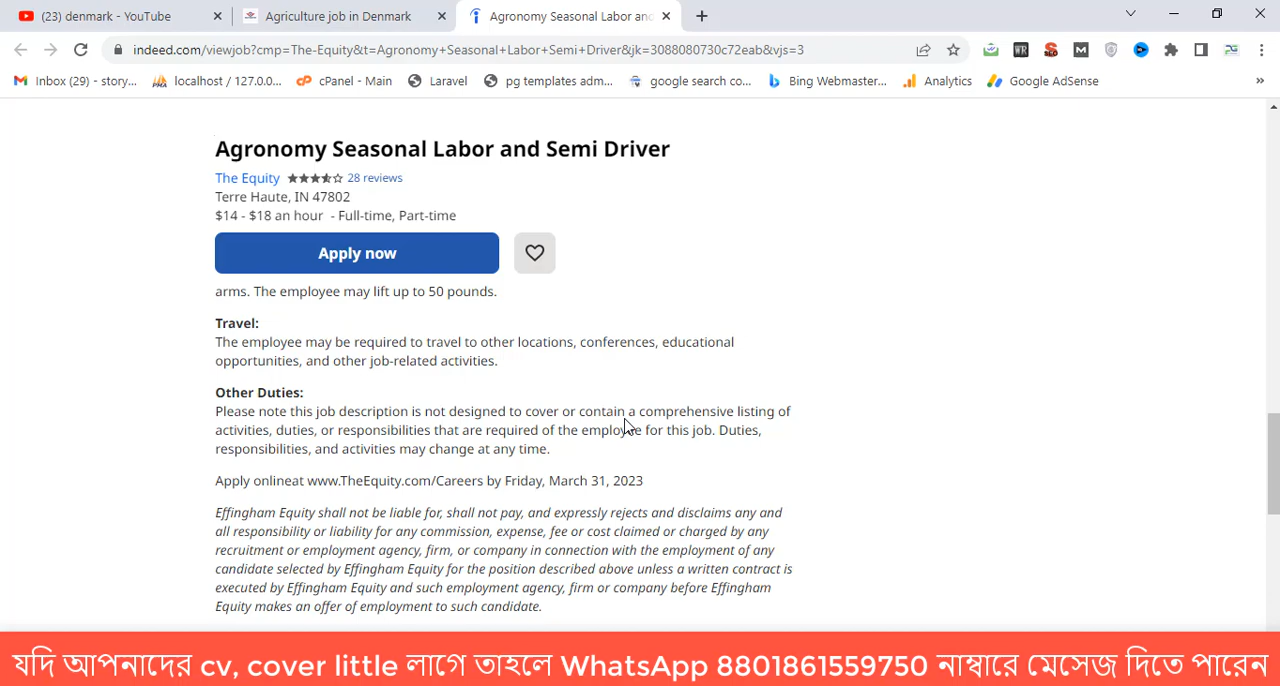 (23) denmark - YouTube
Agriculture job in Denmark
Agronomy Seasonal Labor and
indeed.com/viewjob?cmp=The-Equity&t=Agronomy+Seasonal+Labor+Semi+Driver&jk=3088080730c72eab&vjs=3
Inbox (29) - story...
localhost / 127.0.0...
cPanel - Main
Laravel
pg templates adm...
google search co...
Bing Webmaster...
Analytics
Google AdSense
Agronomy Seasonal Labor and Semi Driver
The Equity 28 reviews
Terre Haute, IN 47802
$14 - $18 an hour - Full-time, Part-time
Apply now
arms. The employee may lift up to 50 pounds.
Travel:
The employee may be required to travel to other locations, conferences, educational
opportunities, and other job-related activities.
Other Duties:
Please note this job description is not designed to cover or contain a comprehensive listing of
activities, duties, or responsibilities that are required of the employee for this job. Duties,
responsibilities, and activities may change at any time.
Apply onlineat www.TheEquity.com/Careers by Friday, March 31, 2023
Effingham Equity shall not be liable for, shall not pay, and expressly rejects and disclaims any and
all responsibility or liability for any commission, expense, fee or cost claimed or charged by any
recruitment or employment agency, firm, or company in connection with the employment of any
candidate selected by Effingham Equity for the position described above unless a written contract is
executed by Effingham Equity and such employment agency, firm or company before Effingham
Equity makes an offer of employment to such candidate.
যদি আপনাদের cv, cover little লাগে তাহলে WhatsApp 8801861559750 নাম্বারে মেসেজ দিতে পারেন